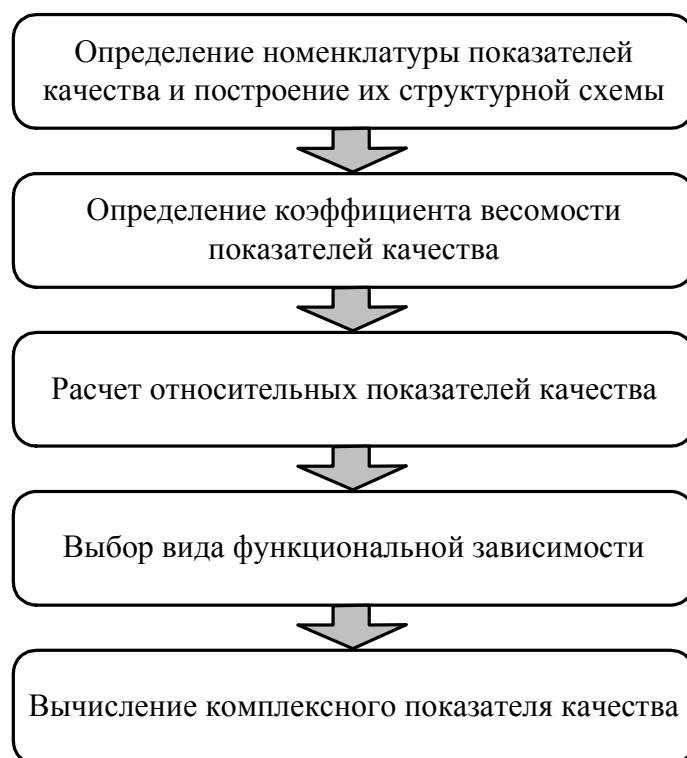 Определение номенклатуры показателей
качества и построение их структурной схемы
Определение коэффициента весомости
показателей качества
Расчет относительных показателей качества
Выбор вида функциональной зависимости
Вычисление комплексного показателя качества